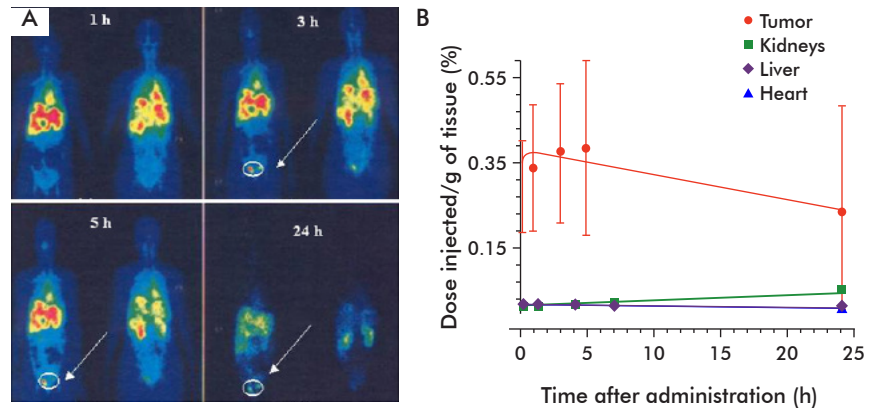 A
1 h
3 h
5 h
24 h
B
Tumor
Kidneys
Liver
Heart
Dose injected/g of tissue (%)
0.55
0.35
0.15
0 5 10 15 20 25
Time after administration (h)